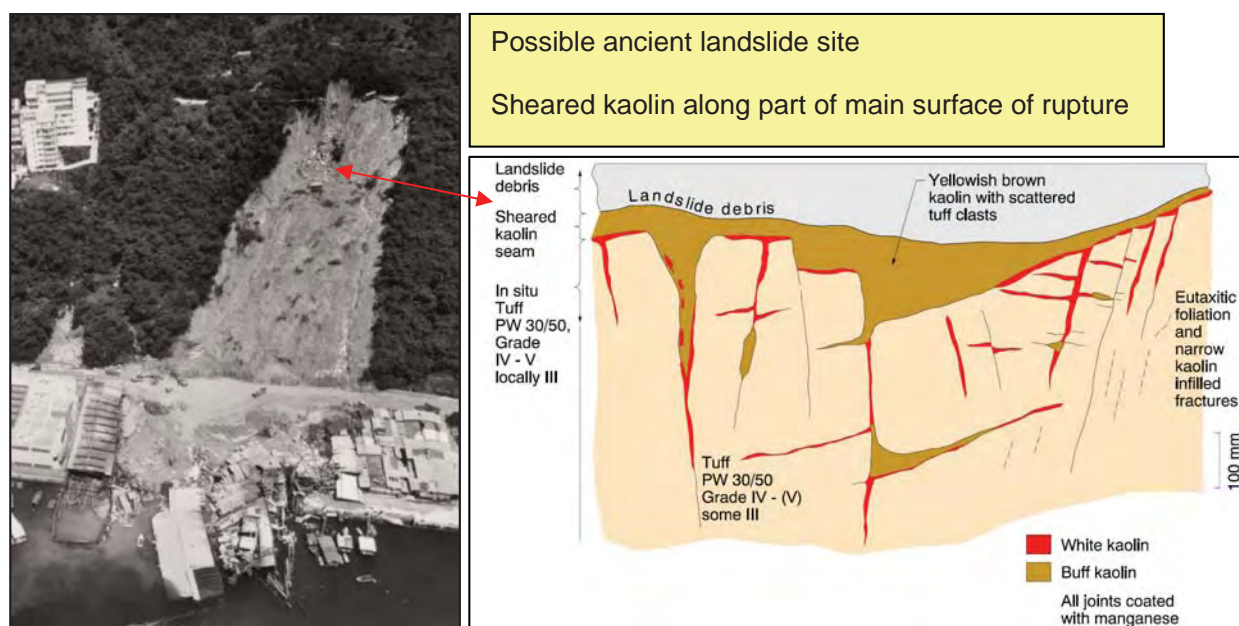 Possible ancient landslide site
Sheared kaolin along part of main surface of rupture
Landslide
debris
Sheared
kaolin
seam
In situ
Tuff
PW 30/50,
Grade
IV - V
locally III
Landslide debris
Yellowish brown
kaolin with scattered
tuff clasts
Eutaxitic
foliation
and
narrow
kaolin
infilled
fractures
100 mm
Tuff
PW 30/50
Grade IV - (V)
some III
White kaolin
Buff kaolin
All joints coated
with manganese